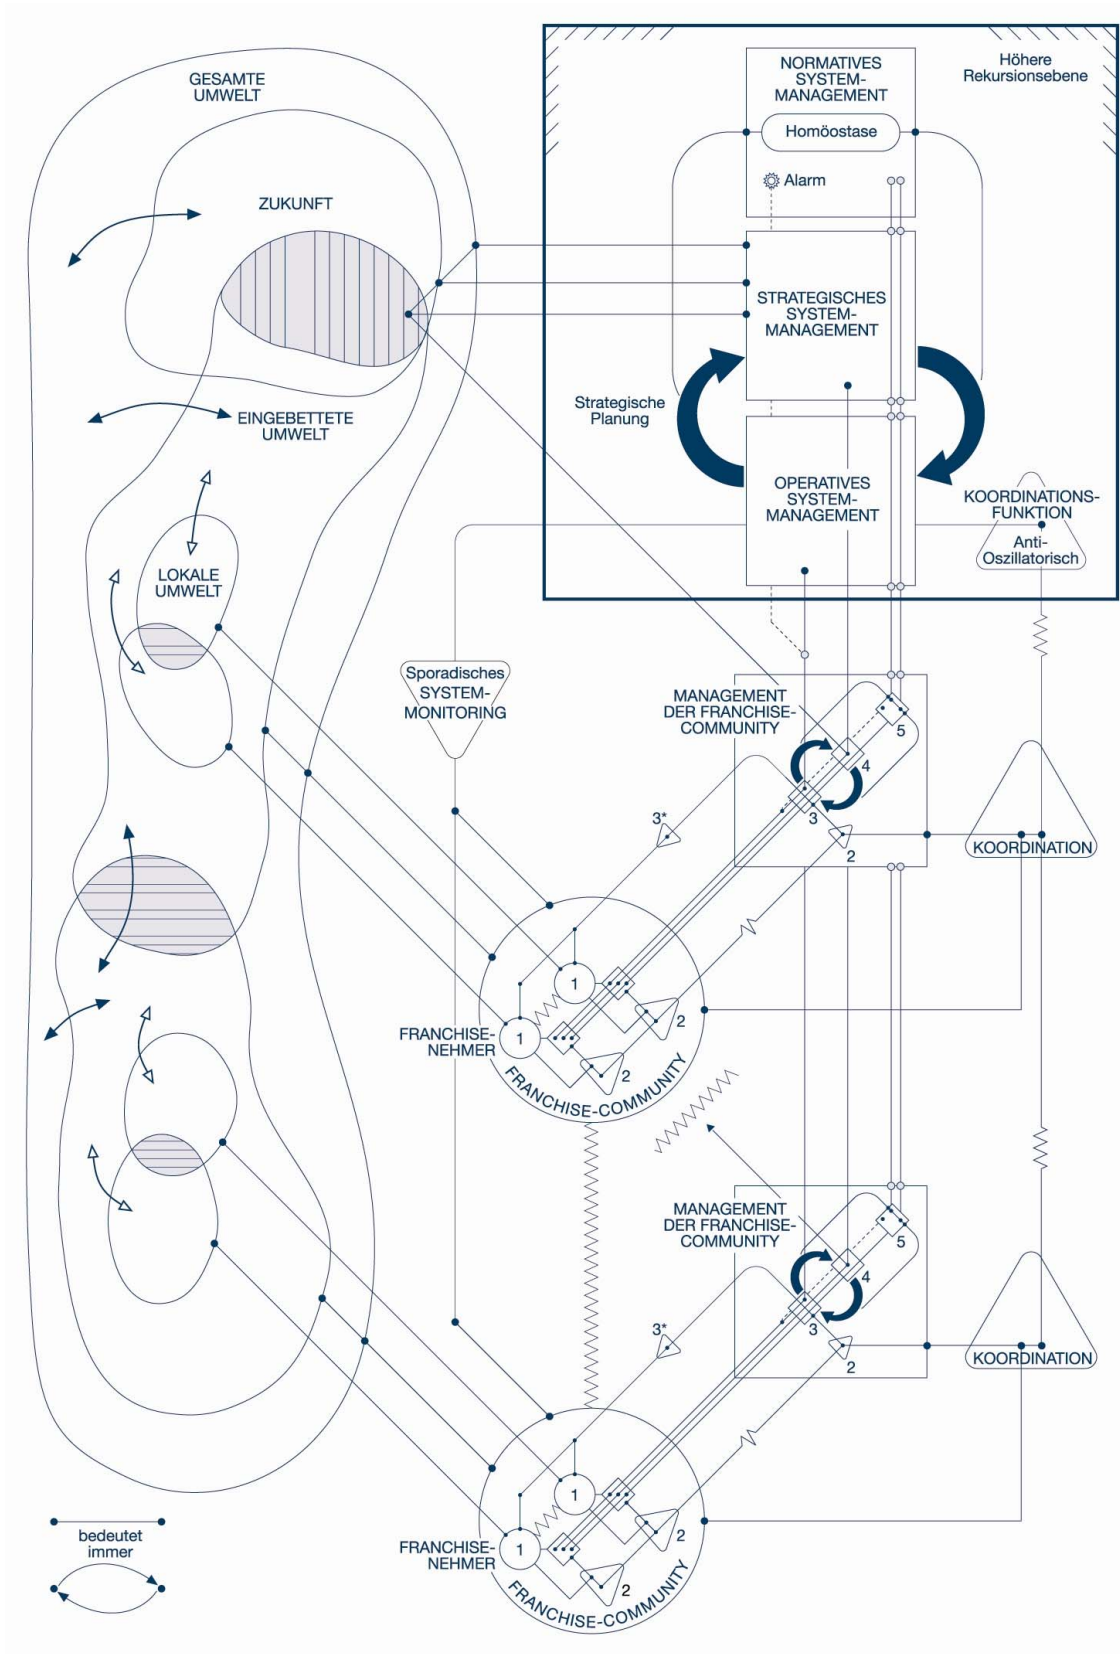 GESAMTE
UMWELT
ZUKUNFT
EINGEBETTETE
UMWELT
LOKALE
UMWELT
Höhere
Rekursionsebene
NORMATIVES
SYSTEM-
MANAGEMENT
Homöostase
Alarm
STRATEGISCHES
SYSTEM-
MANAGEMENT
Strategische
Planung
OPERATIVES
SYSTEM-
MANAGEMENT
KOORDINATIONS-
FUNKTION
Anti-
Oszillatorisch
Sporadisches
SYSTEM-
MONITORING
MANAGEMENT
DER FRANCHISE-
COMMUNITY
5
4
3
3*
2
KOORDINATION
1
2
1
2
FRANCHISE-
NEHMER
FRANCHISE-COMMUNITY
MANAGEMENT
DER FRANCHISE-
COMMUNITY
5
4
3
3*
2
KOORDINATION
1
2
1
2
FRANCHISE-
NEHMER
FRANCHISE-COMMUNITY
bedeutet
immer